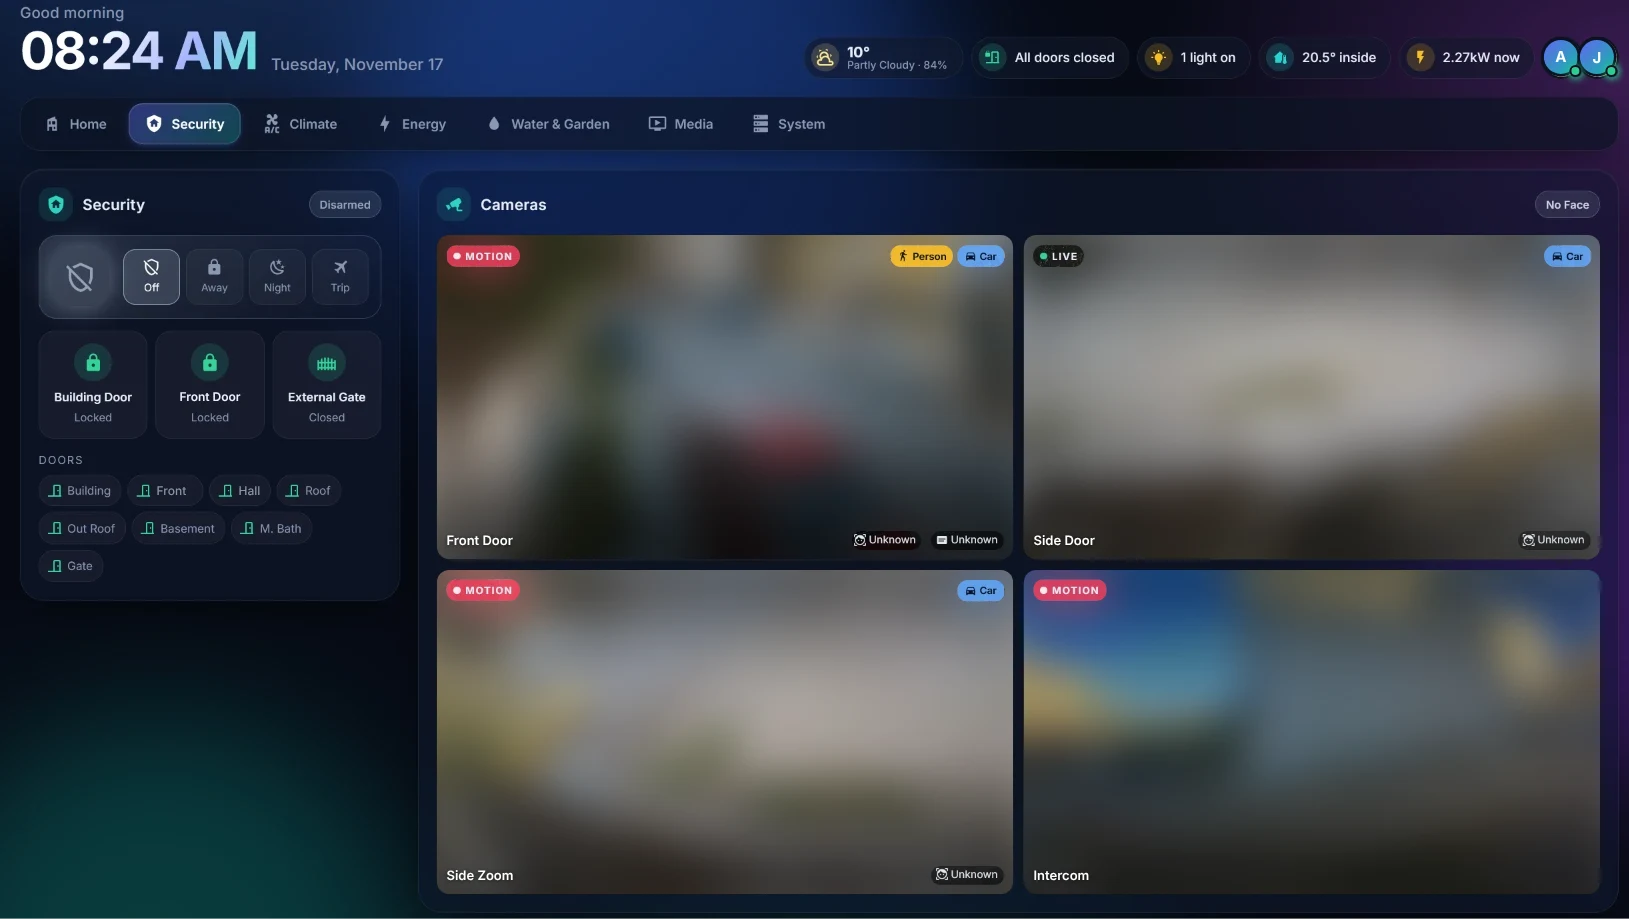 Good morning
08:24 AM
Tuesday, November 17
10°
Partly Cloudy · 84%
All doors closed
1 light on
20.5° inside
2.27kW now
A
J
Home
Security
A/C
Climate
Energy
Water & Garden
Media
System
Security
Disarmed
Off
Away
Night
Trip
Building Door
Locked
Front Door
Locked
External Gate
Closed
DOORS
Building
Front
Hall
Roof
Out Roof
Basement
M. Bath
Gate
Cameras
No Face
MOTION
Person
Car
Front Door
Unknown
Unknown
LIVE
Car
Side Door
Unknown
MOTION
Car
Side Zoom
Unknown
MOTION
Intercom